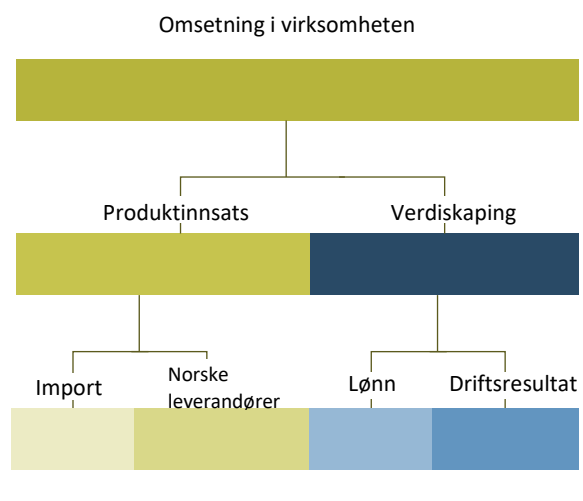 Omsetning i virksomheten
Produktinnsats
Verdiskaping
Import
Norske
leverandører
Lønn
Driftsresultat